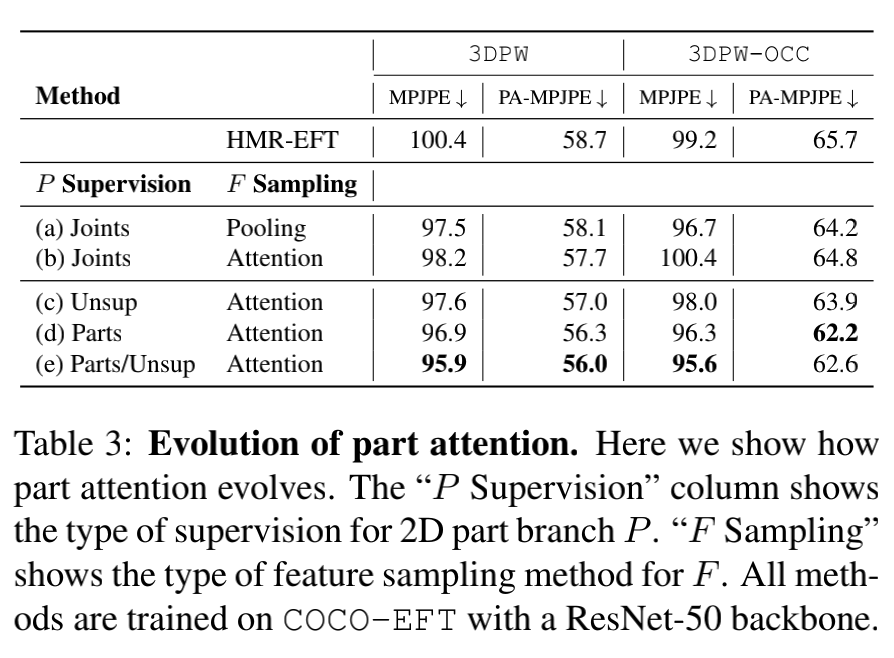 3DPW 3DPW-OCC
Method MPJPE ↓ PA-MPJPE ↓ MPJPE ↓ PA-MPJPE ↓
HMR-EFT 100.4 58.7 99.2 65.7
P Supervision F Sampling
(a) Joints Pooling 97.5 58.1 96.7 64.2
(b) Joints Attention 98.2 57.7 100.4 64.8
(c) Unsup Attention 97.6 57.0 98.0 63.9
(d) Parts Attention 96.9 56.3 96.3 62.2
(e) Parts/Unsup Attention 95.9 56.0 95.6 62.6
Table 3: Evolution of part attention. Here we show how
part attention evolves. The “P Supervision” column shows
the type of supervision for 2D part branch P. “F Sampling”
shows the type of feature sampling method for F. All meth-
ods are trained on COCO-EFT with a ResNet-50 backbone.